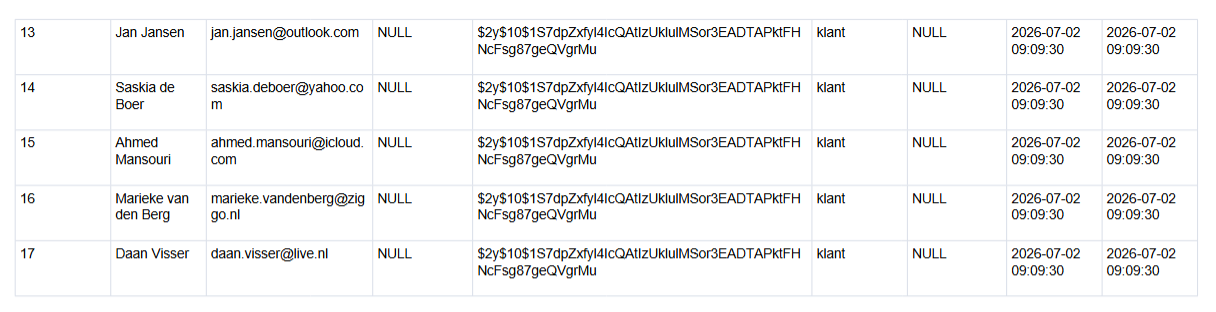 13 Jan Jansen jan.jansen@outlook.com NULL $2y$10$1S7dpZxfyI4IcQAtIzUkIulMSor3EADTAPktFH klant NULL 2026-07-02 2026-07-02
NcFsg87geQVgrMu 09:09:30 09:09:30
14 Saskia de saskia.deboer@yahoo.co NULL $2y$10$1S7dpZxfyI4IcQAtIzUkIulMSor3EADTAPktFH klant NULL 2026-07-02 2026-07-02
Boer m NcFsg87geQVgrMu 09:09:30 09:09:30
15 Ahmed ahmed.mansouri@icloud. NULL $2y$10$1S7dpZxfyI4IcQAtIzUkIulMSor3EADTAPktFH klant NULL 2026-07-02 2026-07-02
Mansouri com NcFsg87geQVgrMu 09:09:30 09:09:30
16 Marieke van marieke.vandenberg@zig NULL $2y$10$1S7dpZxfyI4IcQAtIzUkIulMSor3EADTAPktFH klant NULL 2026-07-02 2026-07-02
den Berg go.nl NcFsg87geQVgrMu 09:09:30 09:09:30
17 Daan Visser daan.visser@live.nl NULL $2y$10$1S7dpZxfyI4IcQAtIzUkIulMSor3EADTAPktFH klant NULL 2026-07-02 2026-07-02
NcFsg87geQVgrMu 09:09:30 09:09:30